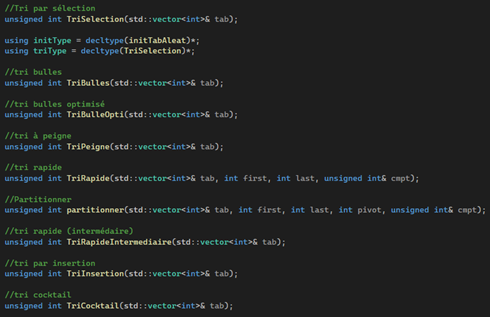 //Tri par sélection
unsigned int TriSelection(std::vector<int>& tab);
using initType = decltype(initTabAleat)*;
using triType = decltype(TriSelection)*;
//tri bulles
unsigned int TriBulles(std::vector<int>& tab);
//tri bulles optimisé
unsigned int TriBulleOpti(std::vector<int>& tab);
//tri à peigne
unsigned int TriPeigne(std::vector<int>& tab);
//tri rapide
unsigned int TriRapide(std::vector<int>& tab, int first, int last, unsigned int& cmpt);
//Partitionner
unsigned int partitionner(std::vector<int>& tab, int first, int last, int pivot, unsigned int& cmpt);
//tri rapide (intermédaire)
unsigned int TriRapideIntermediaire(std::vector<int>& tab);
//tri par insertion
unsigned int TriInsertion(std::vector<int>& tab);
//tri cocktail
unsigned int TriCocktail(std::vector<int>& tab);